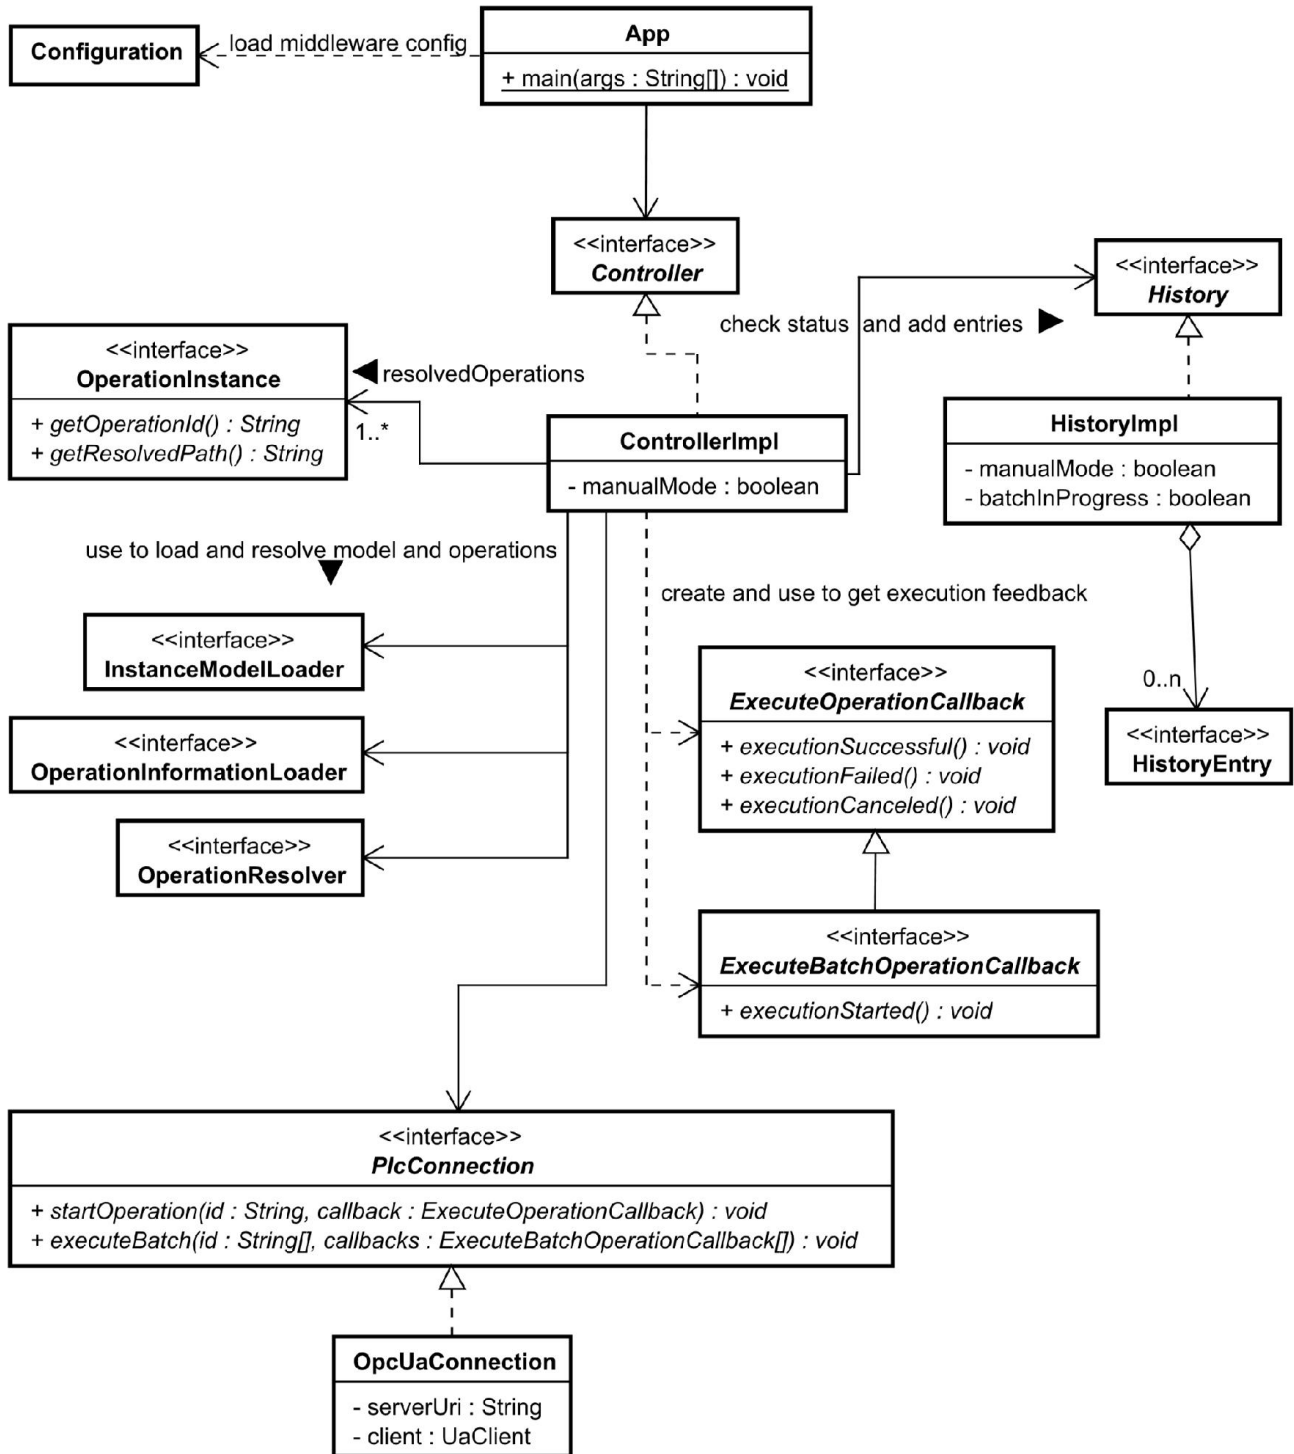 Configuration
load middleware config
App
+ main(args : String[]) : void
<<interface>>
Controller
<<interface>>
History
check status and add entries
<<interface>>
OperationInstance
+ getOperationId() : String
+ getResolvedPath() : String
resolvedOperations
1..*
ControllerImpl
- manualMode : boolean
HistoryImpl
- manualMode : boolean
- batchInProgress : boolean
use to load and resolve model and operations
create and use to get execution feedback
<<interface>>
InstanceModelLoader
<<interface>>
OperationInformationLoader
<<interface>>
OperationResolver
<<interface>>
ExecuteOperationCallback
+ executionSuccessful() : void
+ executionFailed() : void
+ executionCanceled() : void
0..n
<<interface>>
HistoryEntry
<<interface>>
ExecuteBatchOperationCallback
+ executionStarted() : void
<<interface>>
PlcConnection
+ startOperation(id : String, callback : ExecuteOperationCallback) : void
+ executeBatch(id : String[], callbacks : ExecuteBatchOperationCallback[]) : void
OpcUaConnection
- serverUri : String
- client : UaClient